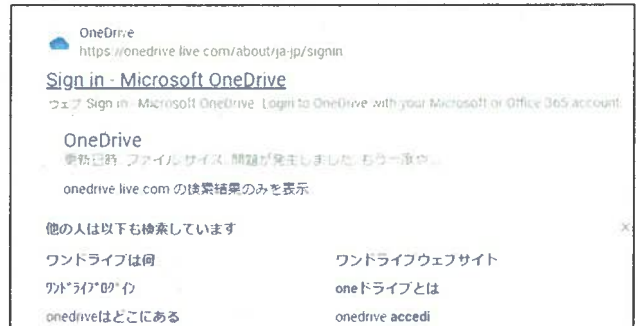 OneDrive
https://onedrive.live.com/about/ja-jp/signin
Sign in - Microsoft OneDrive
ウェブ Sign in - Microsoft OneDrive. Login to OneDrive with your Microsoft or Office 365 account.
OneDrive
更新日時. ファイル サイズ. 問題が発生しました. もう一度や...
onedrive.live.com の検索結果のみを表示
他の人は以下も検索しています
×
ワンドライブは何
ワンドライブウェブサイト
ワンドライブ ログイン
oneドライブとは
onedriveはどこにある
onedrive accedi